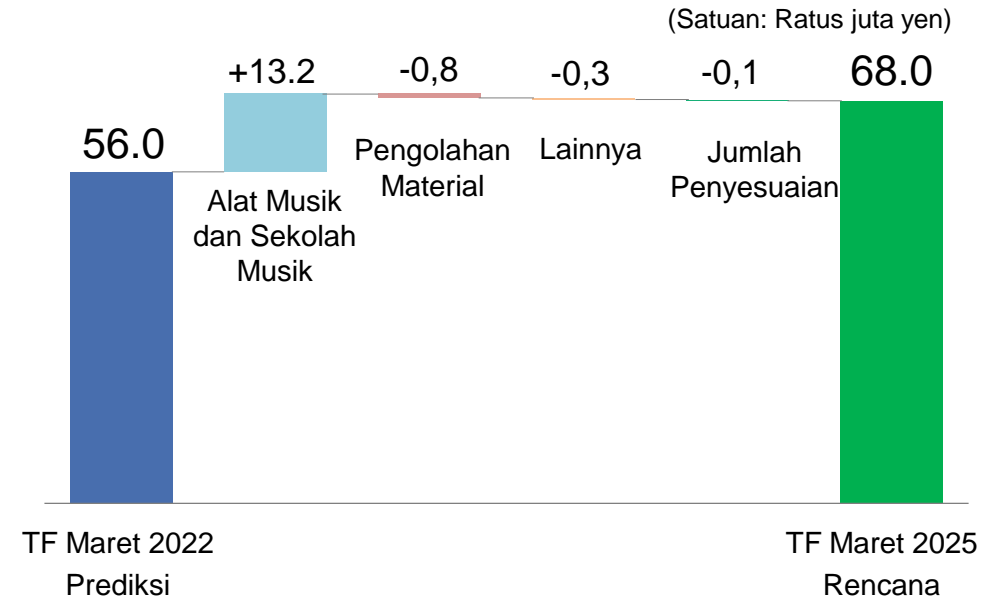 (Satuan: Ratus juta yen)
56.0
+13.2
-0,8
-0,3
-0,1
68.0
Alat Musik
dan Sekolah
Musik
Pengolahan
Material
Lainnya
Jumlah
Penyesuaian
TF Maret 2022
Prediksi
TF Maret 2025
Rencana